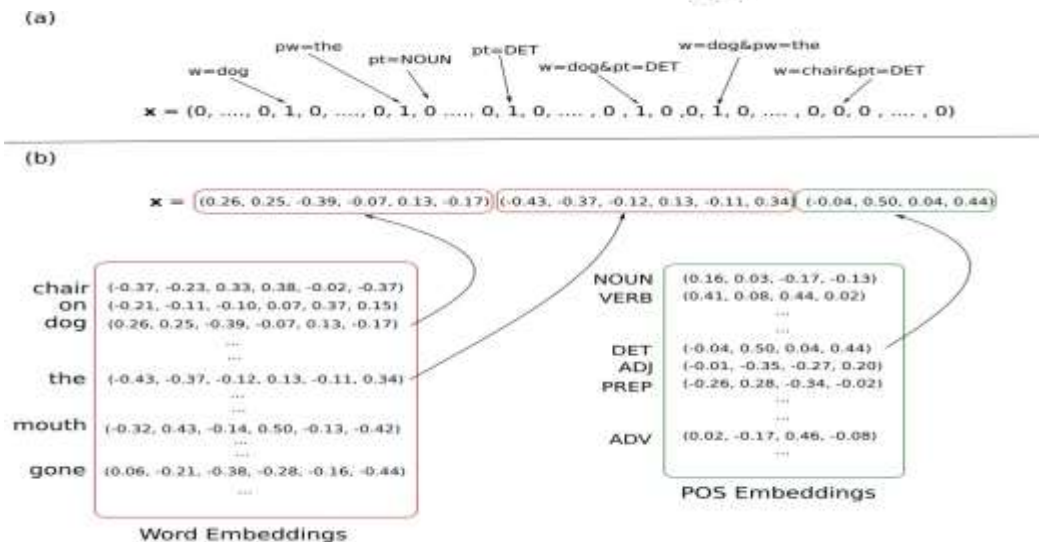 (a)
pw=the
pt=DET
w=dog&pw=the
w=dog
pt=NOUN
w=dog&pt=DET
w=chair&pt=DET
x = (0, ...., 0, 1, 0, ...., 0, 1, 0 ...., 0, 1, 0, .... , 0 , 1, 0 ,0, 1, 0, .... , 0, 0, 0 , .... , 0)
(b)
x = (0.26, 0.25, -0.39, -0.07, 0.13, -0.17) (-0.43, -0.37, -0.12, 0.13, -0.11, 0.34) (-0.04, 0.50, 0.04, 0.44)
chair (-0.37, -0.23, 0.33, 0.38, -0.02, -0.37)
on (-0.21, -0.11, -0.10, 0.07, 0.37, 0.15)
dog (0.26, 0.25, -0.39, -0.07, 0.13, -0.17)
...
...
the (-0.43, -0.37, -0.12, 0.13, -0.11, 0.34)
...
...
mouth (-0.32, 0.43, -0.14, 0.50, -0.13, -0.42)
...
...
gone (0.06, -0.21, -0.38, -0.28, -0.16, -0.44)
...
Word Embeddings
NOUN (0.16, 0.03, -0.17, -0.13)
VERB (0.41, 0.08, 0.44, 0.02)
...
...
DET (-0.04, 0.50, 0.04, 0.44)
ADJ (-0.01, -0.35, -0.27, 0.20)
PREP (-0.26, 0.28, -0.34, -0.02)
...
...
ADV (0.02, -0.17, 0.46, -0.08)
...
POS Embeddings